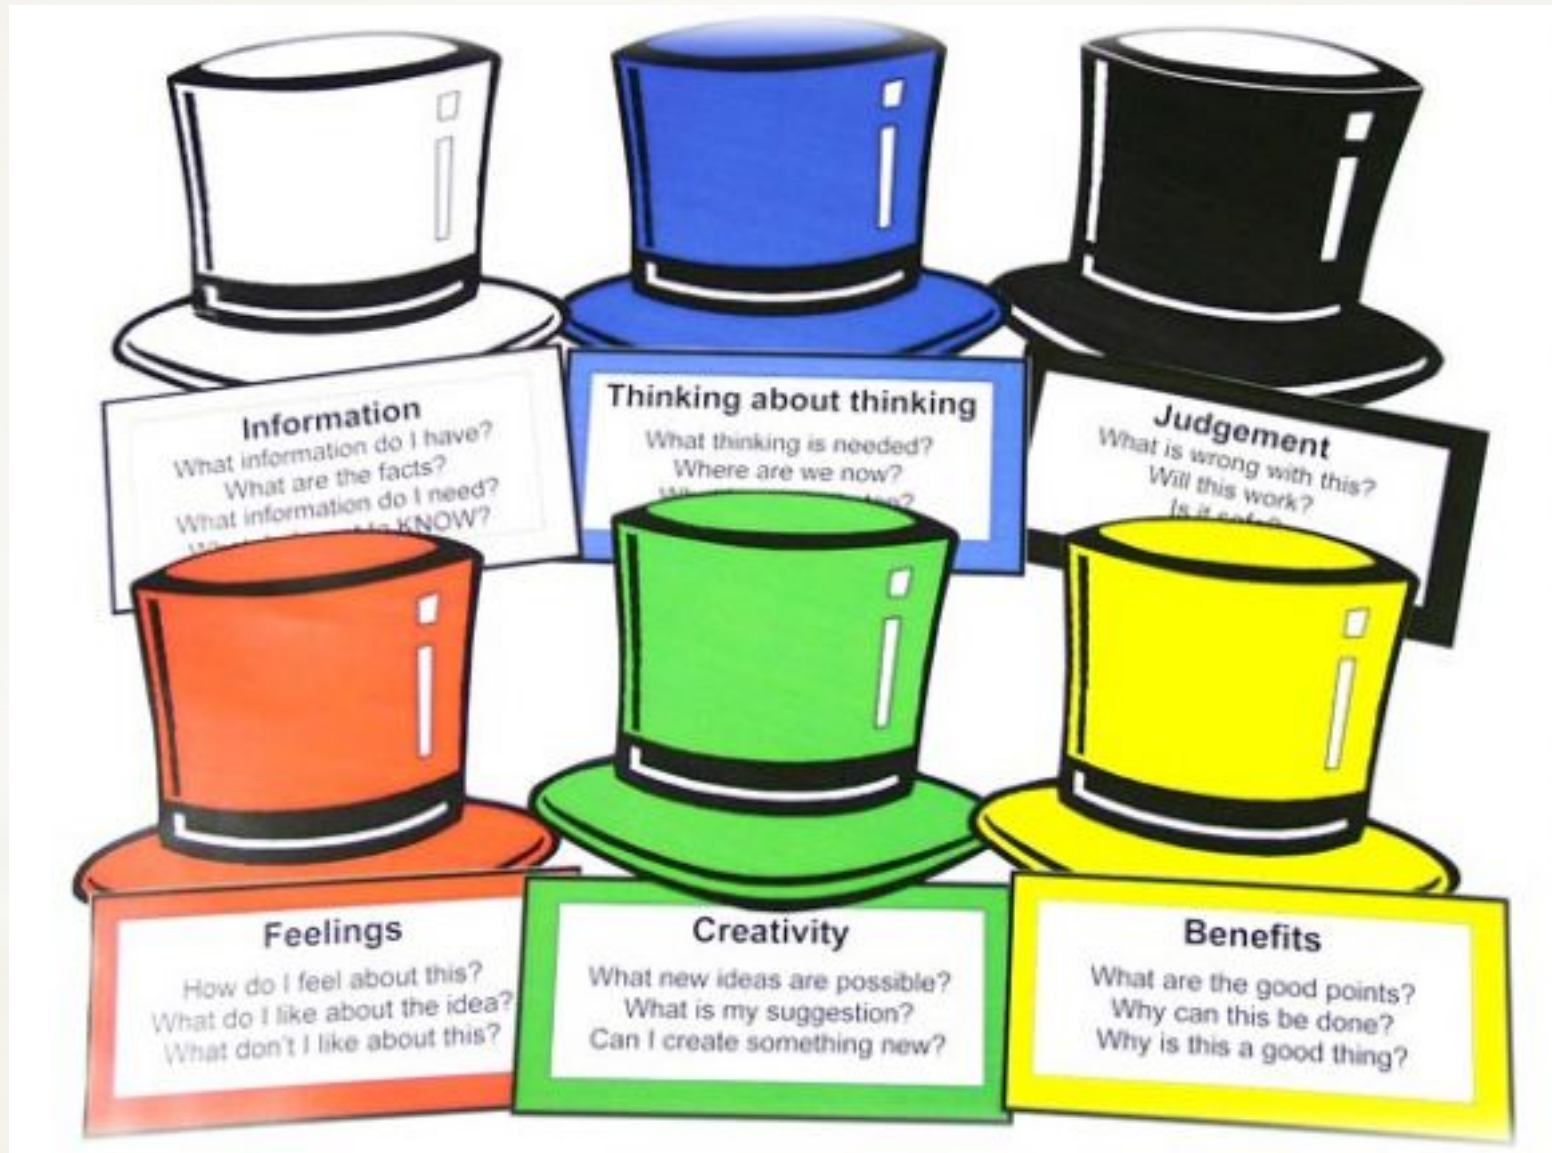 Information
What information do I have?
What are the facts?
What information do I need?
KNOW?
Thinking about thinking
What thinking is needed?
Where are we now?
Judgement
What is wrong with this?
Will this work?
Is it
Feelings
How do I feel about this?
What do I like about the idea?
What don't I like about this?
Creativity
What new ideas are possible?
What is my suggestion?
Can I create something new?
Benefits
What are the good points?
Why can this be done?
Why is this a good thing?